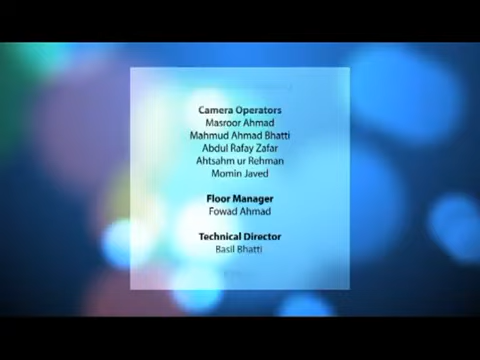 Camera Operators
Masroor Ahmad
Mahmud Ahmad Bhatti
Abdul Rafay Zafar
Ahtsahm ur Rehman
Momin Javed
Floor Manager
Fowad Ahmad
Technical Director
Basil Bhatti